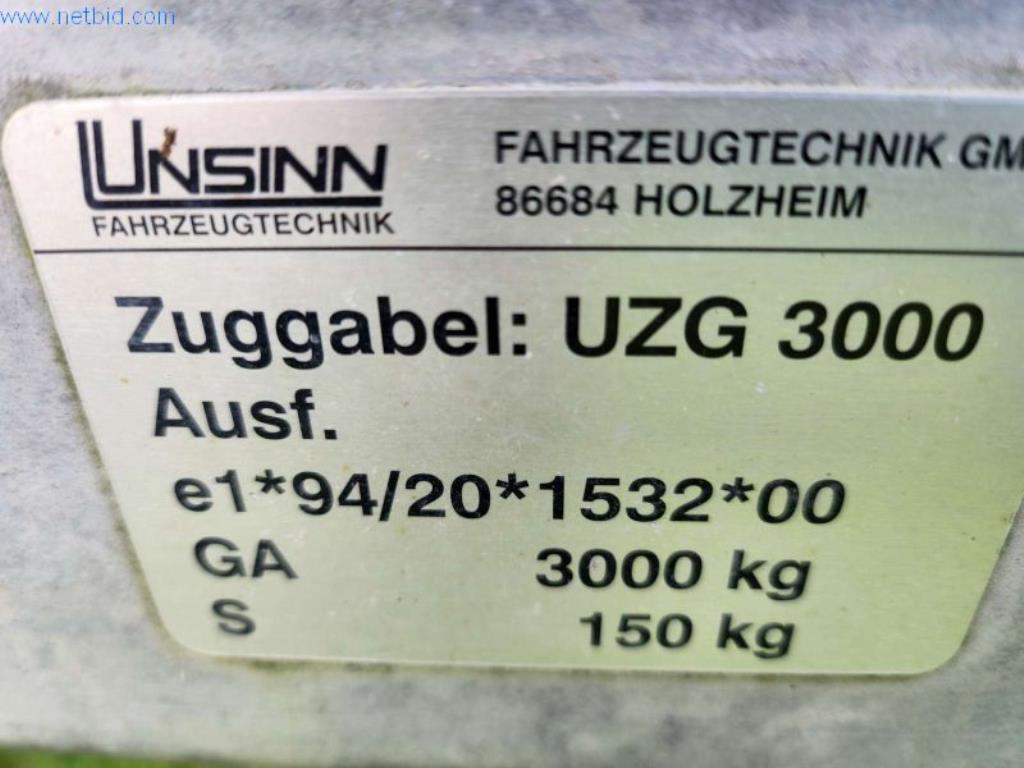 www.netbid.com
UNSINN
FAHRZEUGTECHNIK
FAHRZEUGTECHNIK GM
86684 HOLZHEIM
Zuggabel: UZG 3000
Ausf.
e1*94/20*1532*00
GA 3000 kg
S 150 kg